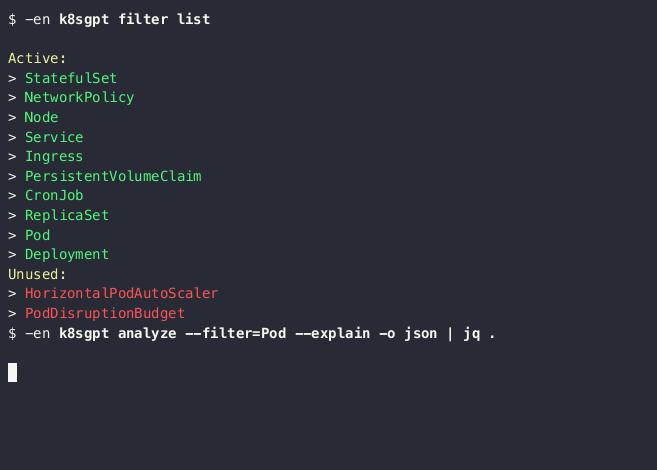 $ -en k8sgpt filter list
Active:
> StatefulSet
> NetworkPolicy
> Node
> Service
> Ingress
> PersistentVolumeClaim
> CronJob
> ReplicaSet
> Pod
> Deployment
Unused:
> HorizontalPodAutoScaler
> PodDisruptionBudget
$ -en k8sgpt analyze --filter=Pod --explain -o json | jq .